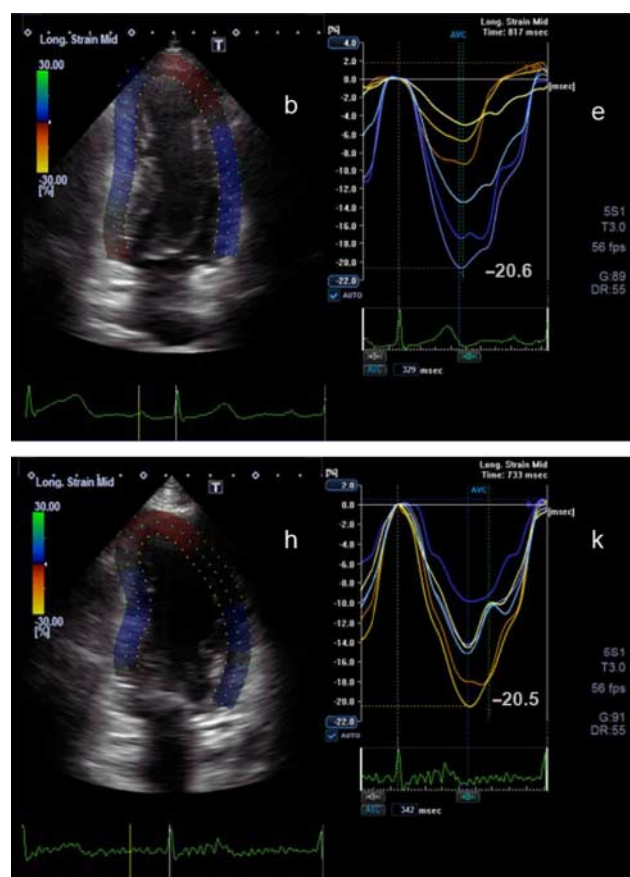 Long. Strain Mid
T
30.00
-30.00
[%]
b
[%]
Long. Strain Mid
Time: 817 msec
AVC
4.0
2.0
0.0
-2.0
-4.0
-6.0
-8.0
-10.0
-12.0
-14.0
-16.0
-18.0
-20.0
-22.0
[msec]
e
−20.6
5S1
T3.0
56 fps
G:89
DR:55
AUTO
AVC 329 msec
Long. Strain Mid
T
30.00
-30.00
[%]
h
[%]
Long. Strain Mid
Time: 733 msec
AVC
2.0
0.0
-2.0
-4.0
-6.0
-8.0
-10.0
-12.0
-14.0
-16.0
-18.0
-20.0
-22.0
[msec]
k
−20.5
T3.0
56 fps
G:91
DR:55
AUTO
AVC 342 msec